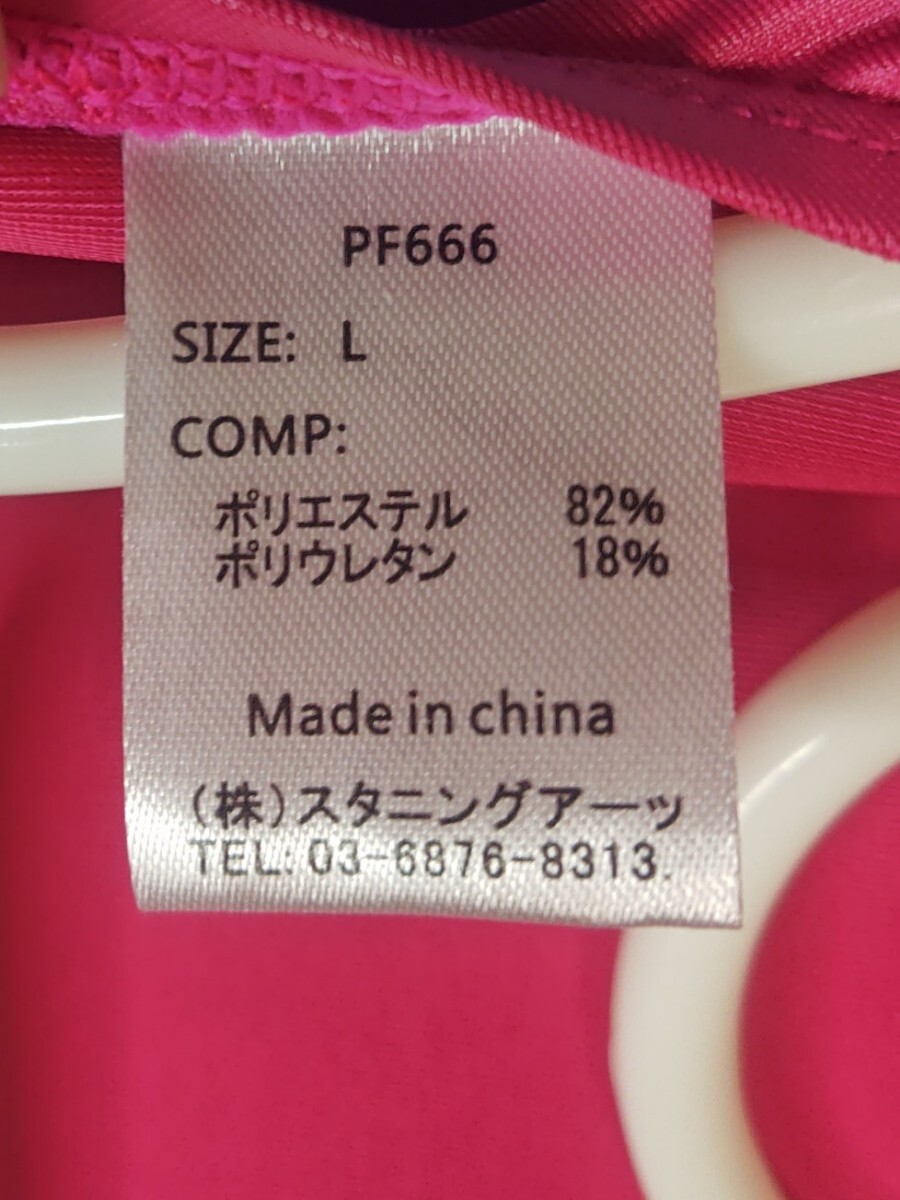 PF666
SIZE: L
COMP:
ポリエステル 82%
ポリウレタン 18%
Made in china
(株)スタニングアーツ
TEL: 03-6876-8313.